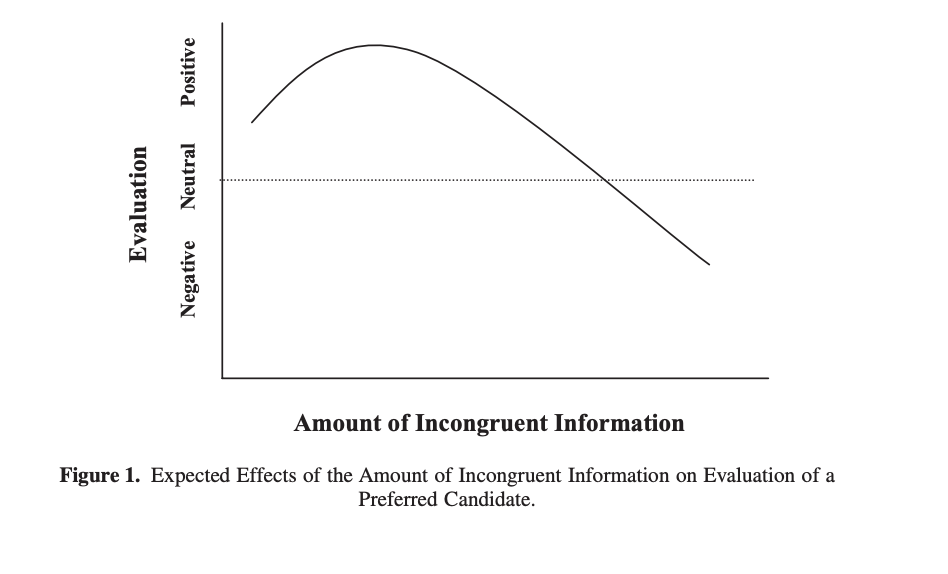 Evaluation
Positive
Neutral
Negative
Amount of Incongruent Information
Figure 1. Expected Effects of the Amount of Incongruent Information on Evaluation of a
Preferred Candidate.